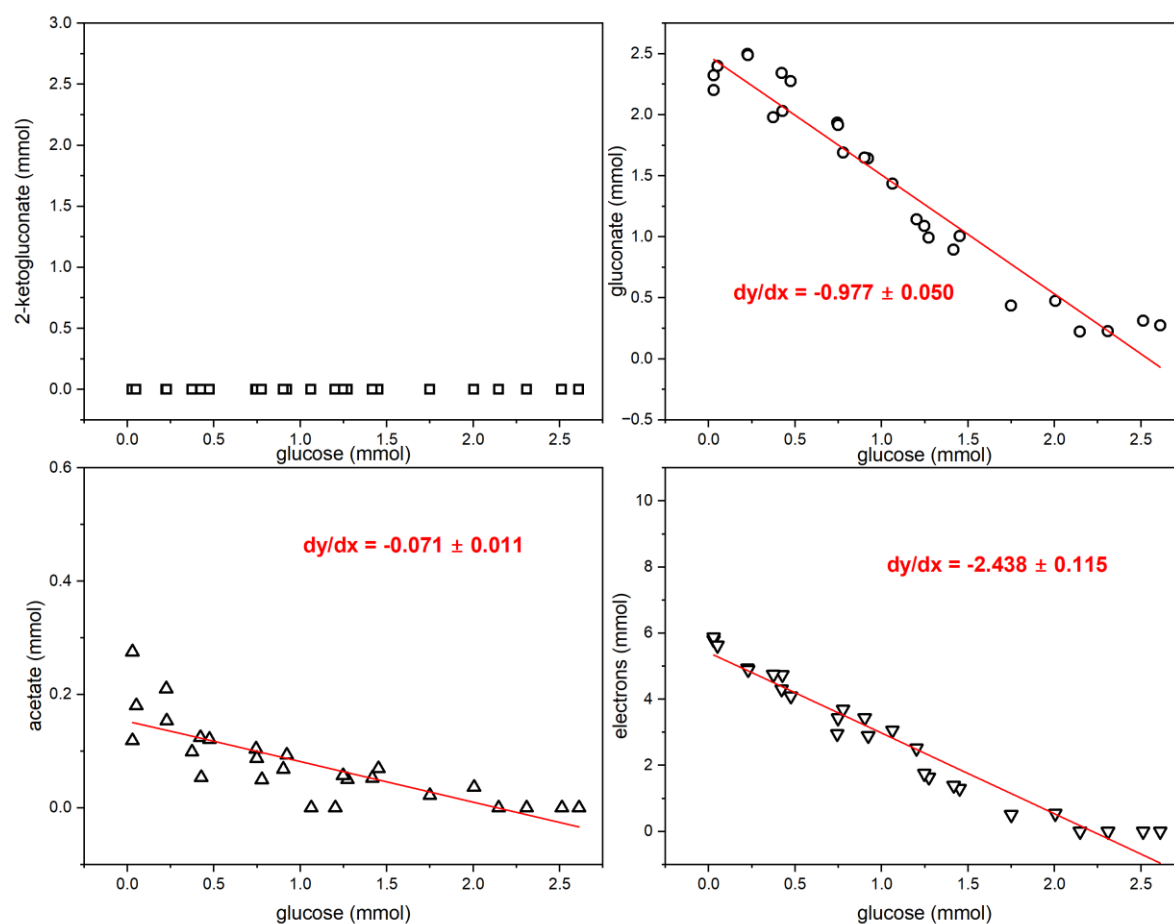 3.0
2.5
2.0
1.5
1.0
0.5
0.0
2-ketogluconate (mmol)
0.0 0.5 1.0 1.5 2.0 2.5
glucose (mmol)
2.5
2.0
1.5
1.0
0.5
0.0
−0.5
gluconate (mmol)
dy/dx = -0.977 ± 0.050
0.0 0.5 1.0 1.5 2.0 2.5
glucose (mmol)
0.6
0.4
0.2
0.0
acetate (mmol)
dy/dx = -0.071 ± 0.011
0.0 0.5 1.0 1.5 2.0 2.5
glucose (mmol)
10
8
6
4
2
0
electrons (mmol)
dy/dx = -2.438 ± 0.115
0.0 0.5 1.0 1.5 2.0 2.5
glucose (mmol)